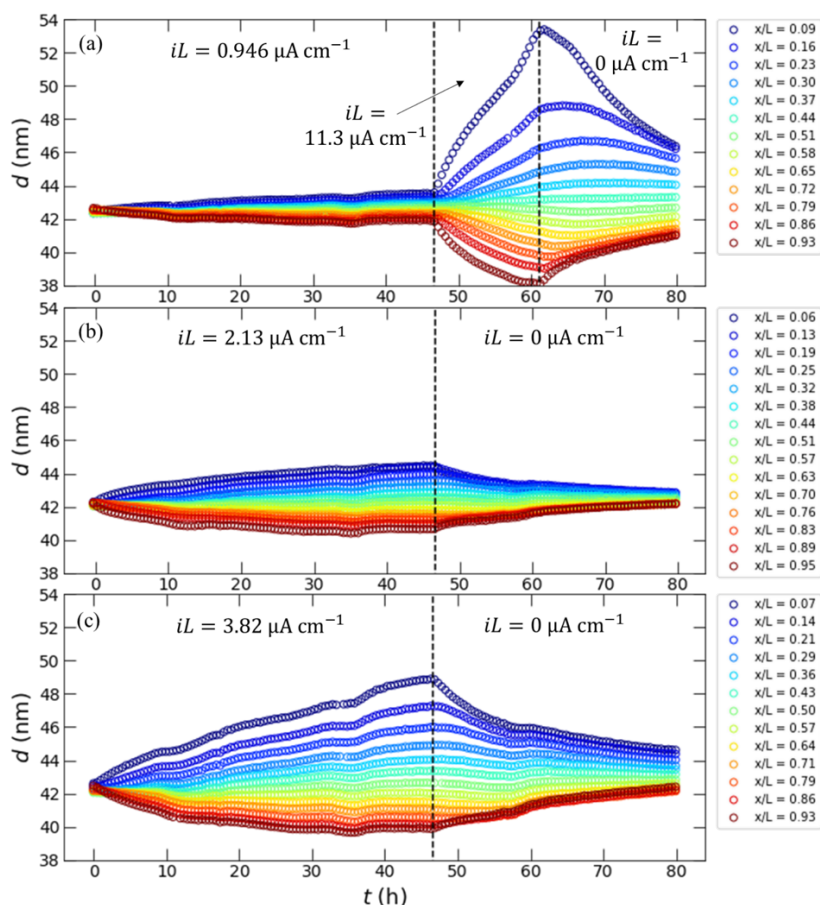 (a)
iL = 0.946 μA cm⁻¹
iL =
11.3 μA cm⁻¹
iL =
0 μA cm⁻¹
d (nm)
54
52
50
48
46
44
42
40
38
0 10 20 30 40 50 60 70 80
x/L = 0.09
x/L = 0.16
x/L = 0.23
x/L = 0.30
x/L = 0.37
x/L = 0.44
x/L = 0.51
x/L = 0.58
x/L = 0.65
x/L = 0.72
x/L = 0.79
x/L = 0.86
x/L = 0.93
(b)
iL = 2.13 μA cm⁻¹
iL = 0 μA cm⁻¹
d (nm)
54
52
50
48
46
44
42
40
38
0 10 20 30 40 50 60 70 80
x/L = 0.06
x/L = 0.13
x/L = 0.19
x/L = 0.25
x/L = 0.32
x/L = 0.38
x/L = 0.44
x/L = 0.51
x/L = 0.57
x/L = 0.63
x/L = 0.70
x/L = 0.76
x/L = 0.83
x/L = 0.89
x/L = 0.95
(c)
iL = 3.82 μA cm⁻¹
iL = 0 μA cm⁻¹
d (nm)
54
52
50
48
46
44
42
40
38
0 10 20 30 40 50 60 70 80
t (h)
x/L = 0.07
x/L = 0.14
x/L = 0.21
x/L = 0.29
x/L = 0.36
x/L = 0.43
x/L = 0.50
x/L = 0.57
x/L = 0.64
x/L = 0.71
x/L = 0.79
x/L = 0.86
x/L = 0.93